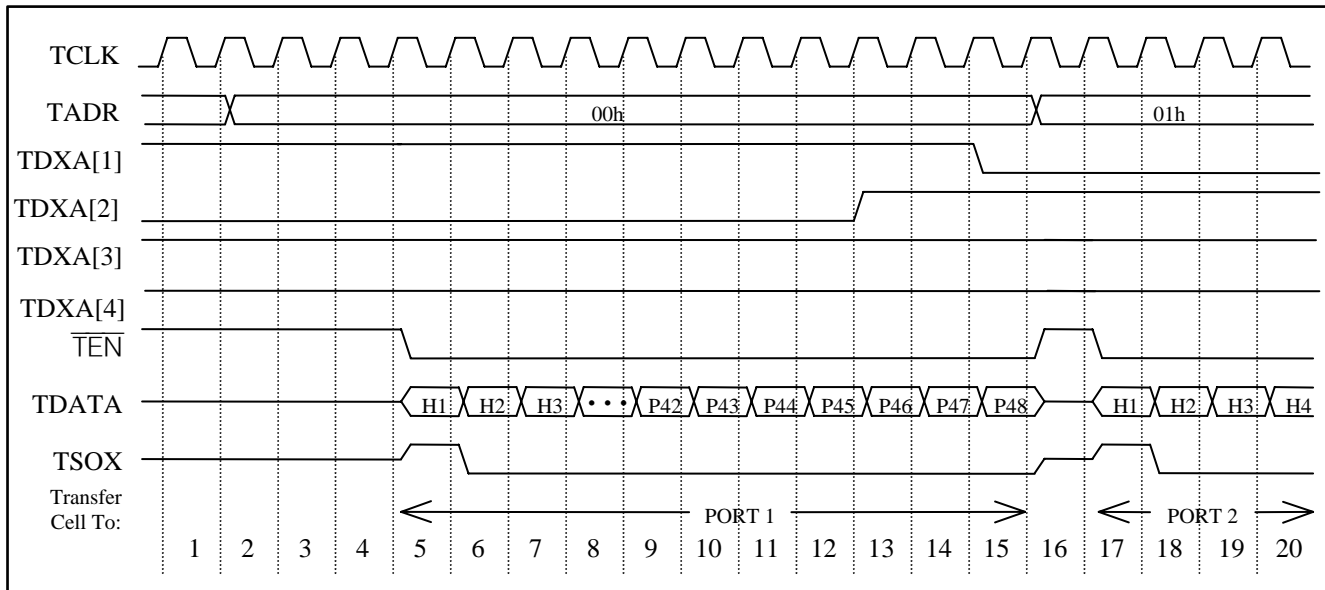 TCLK
TADR 00h 01h
TDXA[1]
TDXA[2]
TDXA[3]
TDXA[4]
TEN
TDATA H1 H2 H3 ••• P42 P43 P44 P45 P46 P47 P48 H1 H2 H3 H4
TSOX
Transfer
Cell To: PORT 1 PORT 2
1 2 3 4 5 6 7 8 9 10 11 12 13 14 15 16 17 18 19 20